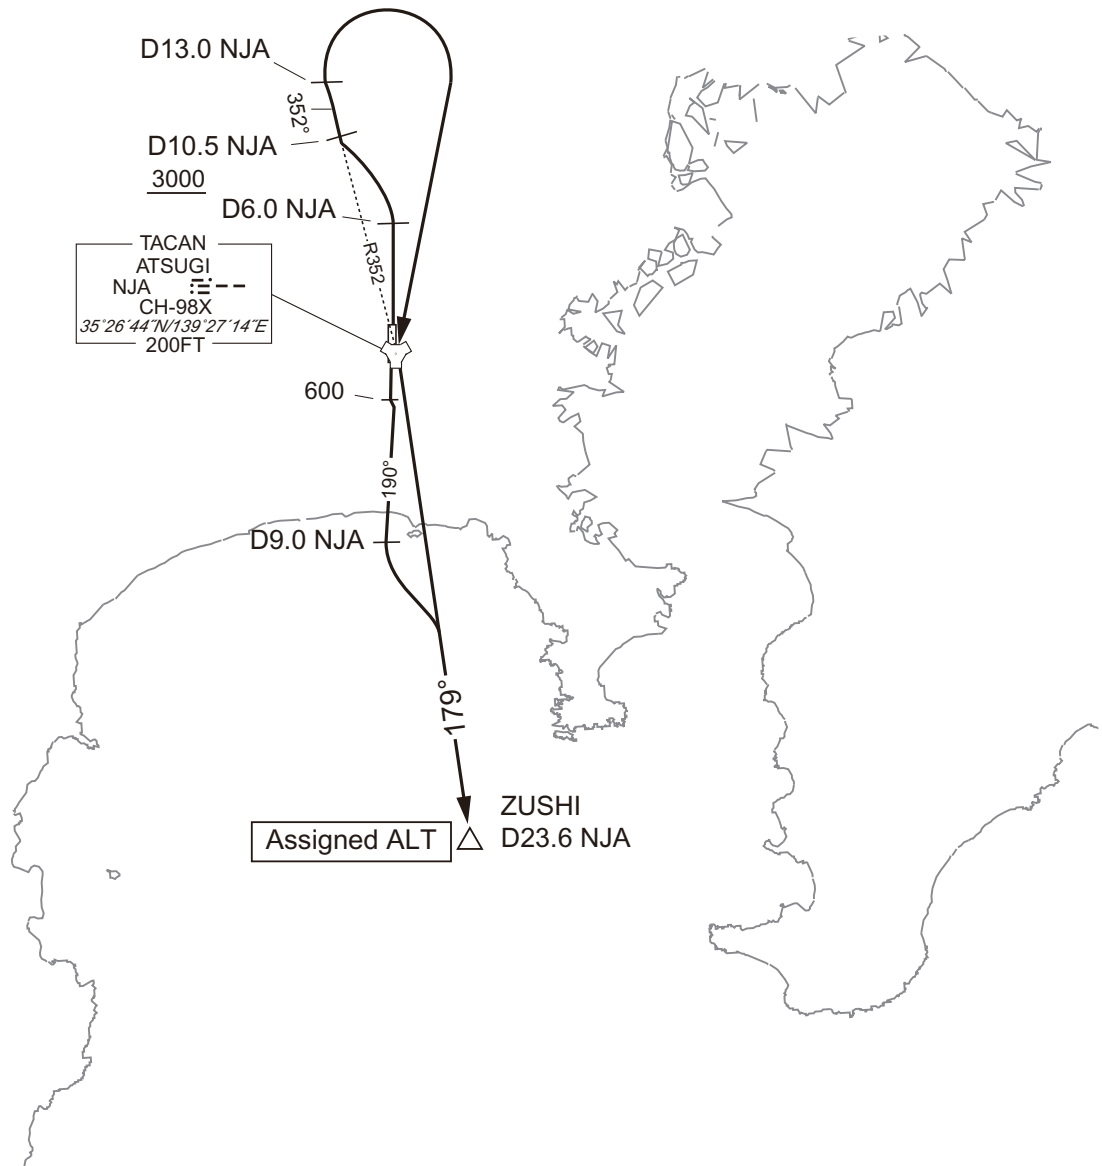 D13.0 NJA
352°
D10.5 NJA
3000
D6.0 NJA
R352
TACAN
ATSUGI
NJA
CH-98X
35°26´44˝N/139°27´14˝E
200FT
600
190°
D9.0 NJA
179°
ZUSHI
D23.6 NJA
Assigned ALT